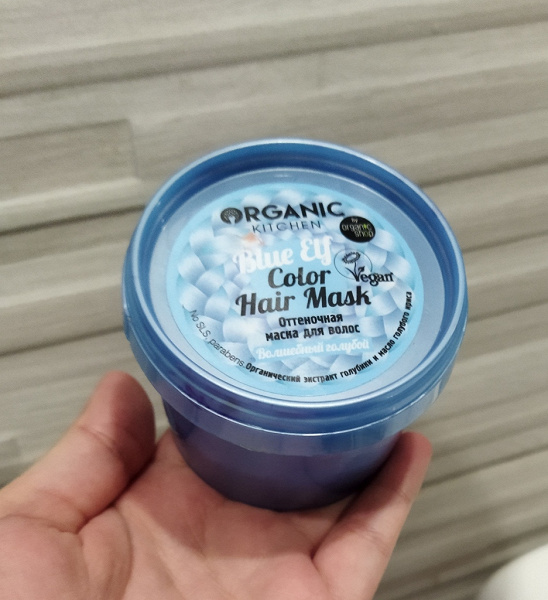 ORGANIC
KITCHEN
by
organic
shop
Blue Elf
Vegan
Color
Hair Mask
Оттеночная
маска для волос
Волшебный голубой
No SLS, parabens. Органический экстракт голубики и масло голубого ириса